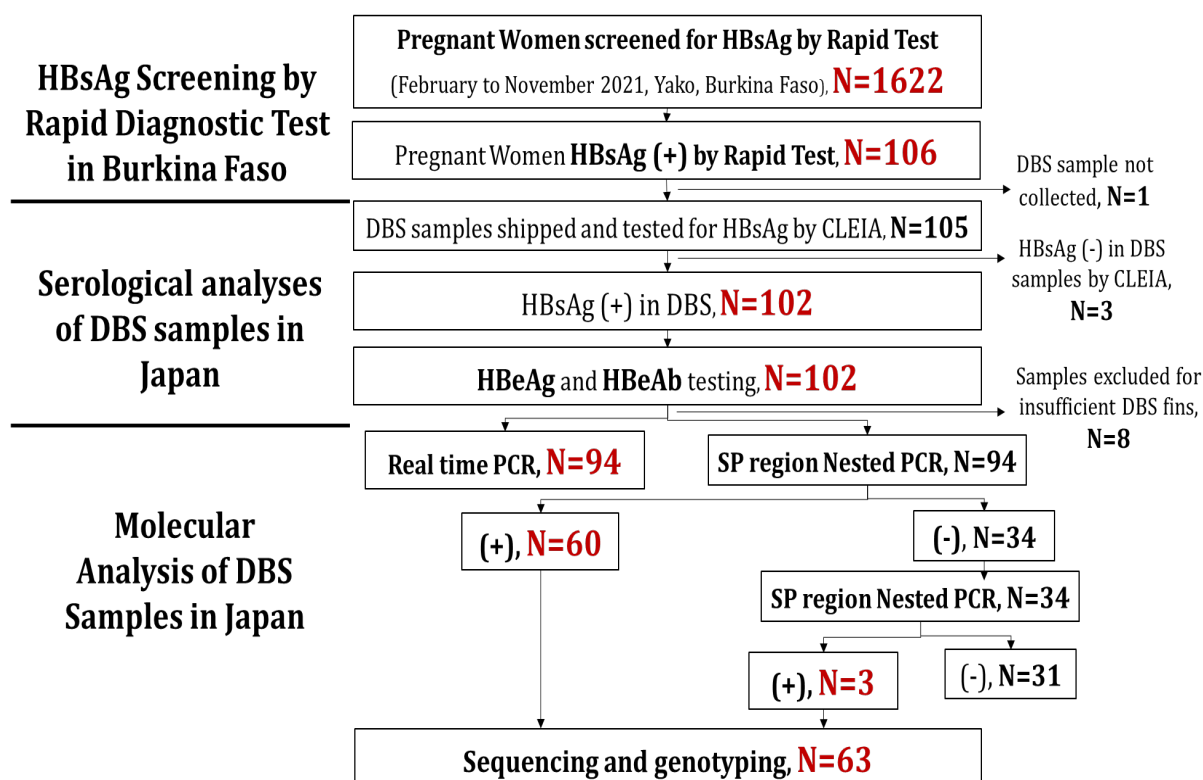 Pregnant Women screened for HBsAg by Rapid Test
(February to November 2021, Yako, Burkina Faso), N=1622
HBsAg Screening by
Rapid Diagnostic Test
in Burkina Faso
Pregnant Women HBsAg (+) by Rapid Test, N=106
DBS sample not
collected, N=1
DBS samples shipped and tested for HBsAg by CLEIA, N=105
HBsAg (-) in DBS
samples by CLEIA,
N=3
Serological analyses
of DBS samples in
Japan
HBsAg (+) in DBS, N=102
HBeAg and HBeAb testing, N=102
Samples excluded for
insufficient DBS fins,
N=8
Real time PCR, N=94
SP region Nested PCR, N=94
Molecular
Analysis of DBS
Samples in Japan
(+), N=60
(-), N=34
SP region Nested PCR, N=34
(+), N=3
(-), N=31
Sequencing and genotyping, N=63